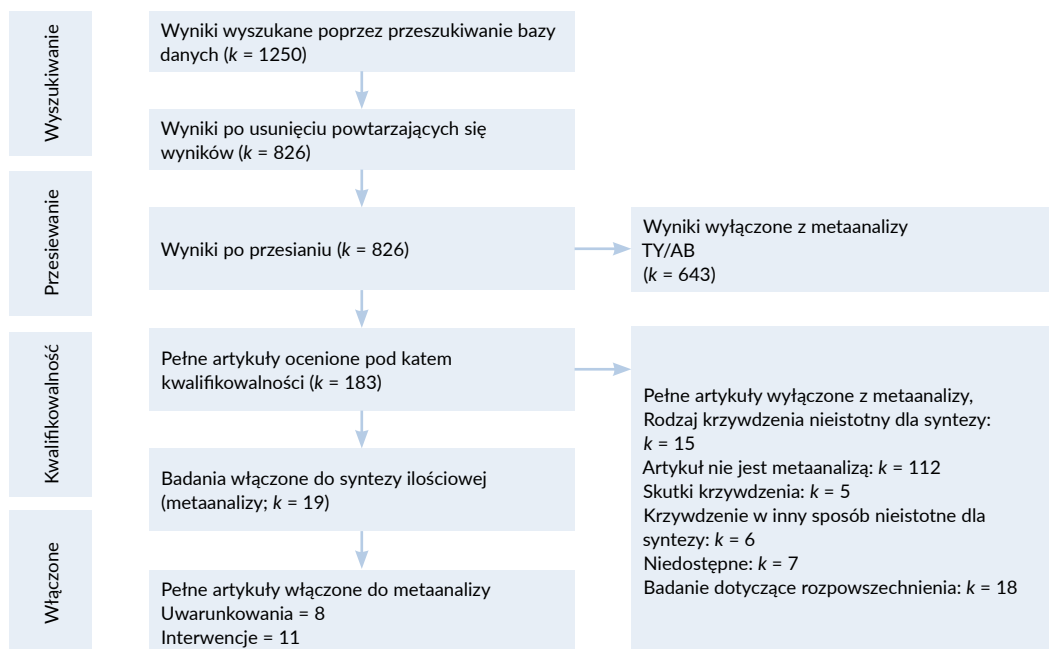 Wyszukiwanie
Wyniki wyszukane poprzez przeszukiwanie bazy
danych (k = 1250)
Wyniki po usunięciu powtarzających się
wyników (k = 826)
Przesiewanie
Wyniki po przesianiu (k = 826)
Wyniki wyłączone z metaanalizy
TY/AB
(k = 643)
Kwalifikowalność
Pełne artykuły ocenione pod katem
kwalifikowalności (k = 183)
Pełne artykuły wyłączone z metaanalizy,
Rodzaj krzywdzenia nieistotny dla syntezy:
k = 15
Artykuł nie jest metaanalizą: k = 112
Skutki krzywdzenia: k = 5
Krzywdzenie w inny sposób nieistotne dla
syntezy: k = 6
Niedostępne: k = 7
Badanie dotyczące rozpowszechnienia: k = 18
Badania włączone do syntezy ilościowej
(metaanalizy; k = 19)
Włączone
Pełne artykuły włączone do metaanalizy
Uwarunkowania = 8
Interwencje = 11